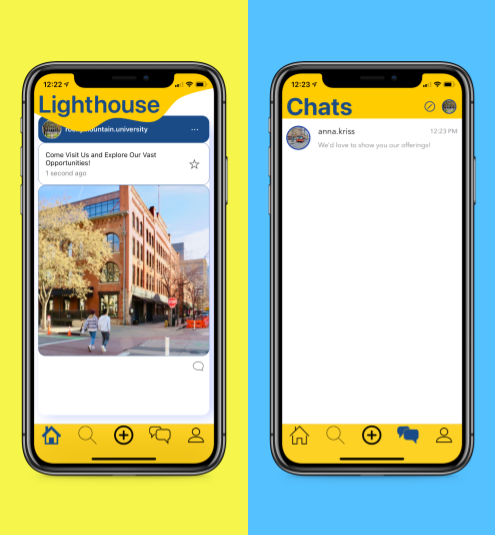 12:22
Lighthouse
rockymountain.university
...
Come Visit Us and Explore Our Vast
Opportunities!
1 second ago
12:23
Chats
anna.kriss
12:23 PM
We'd love to show you our offerings!